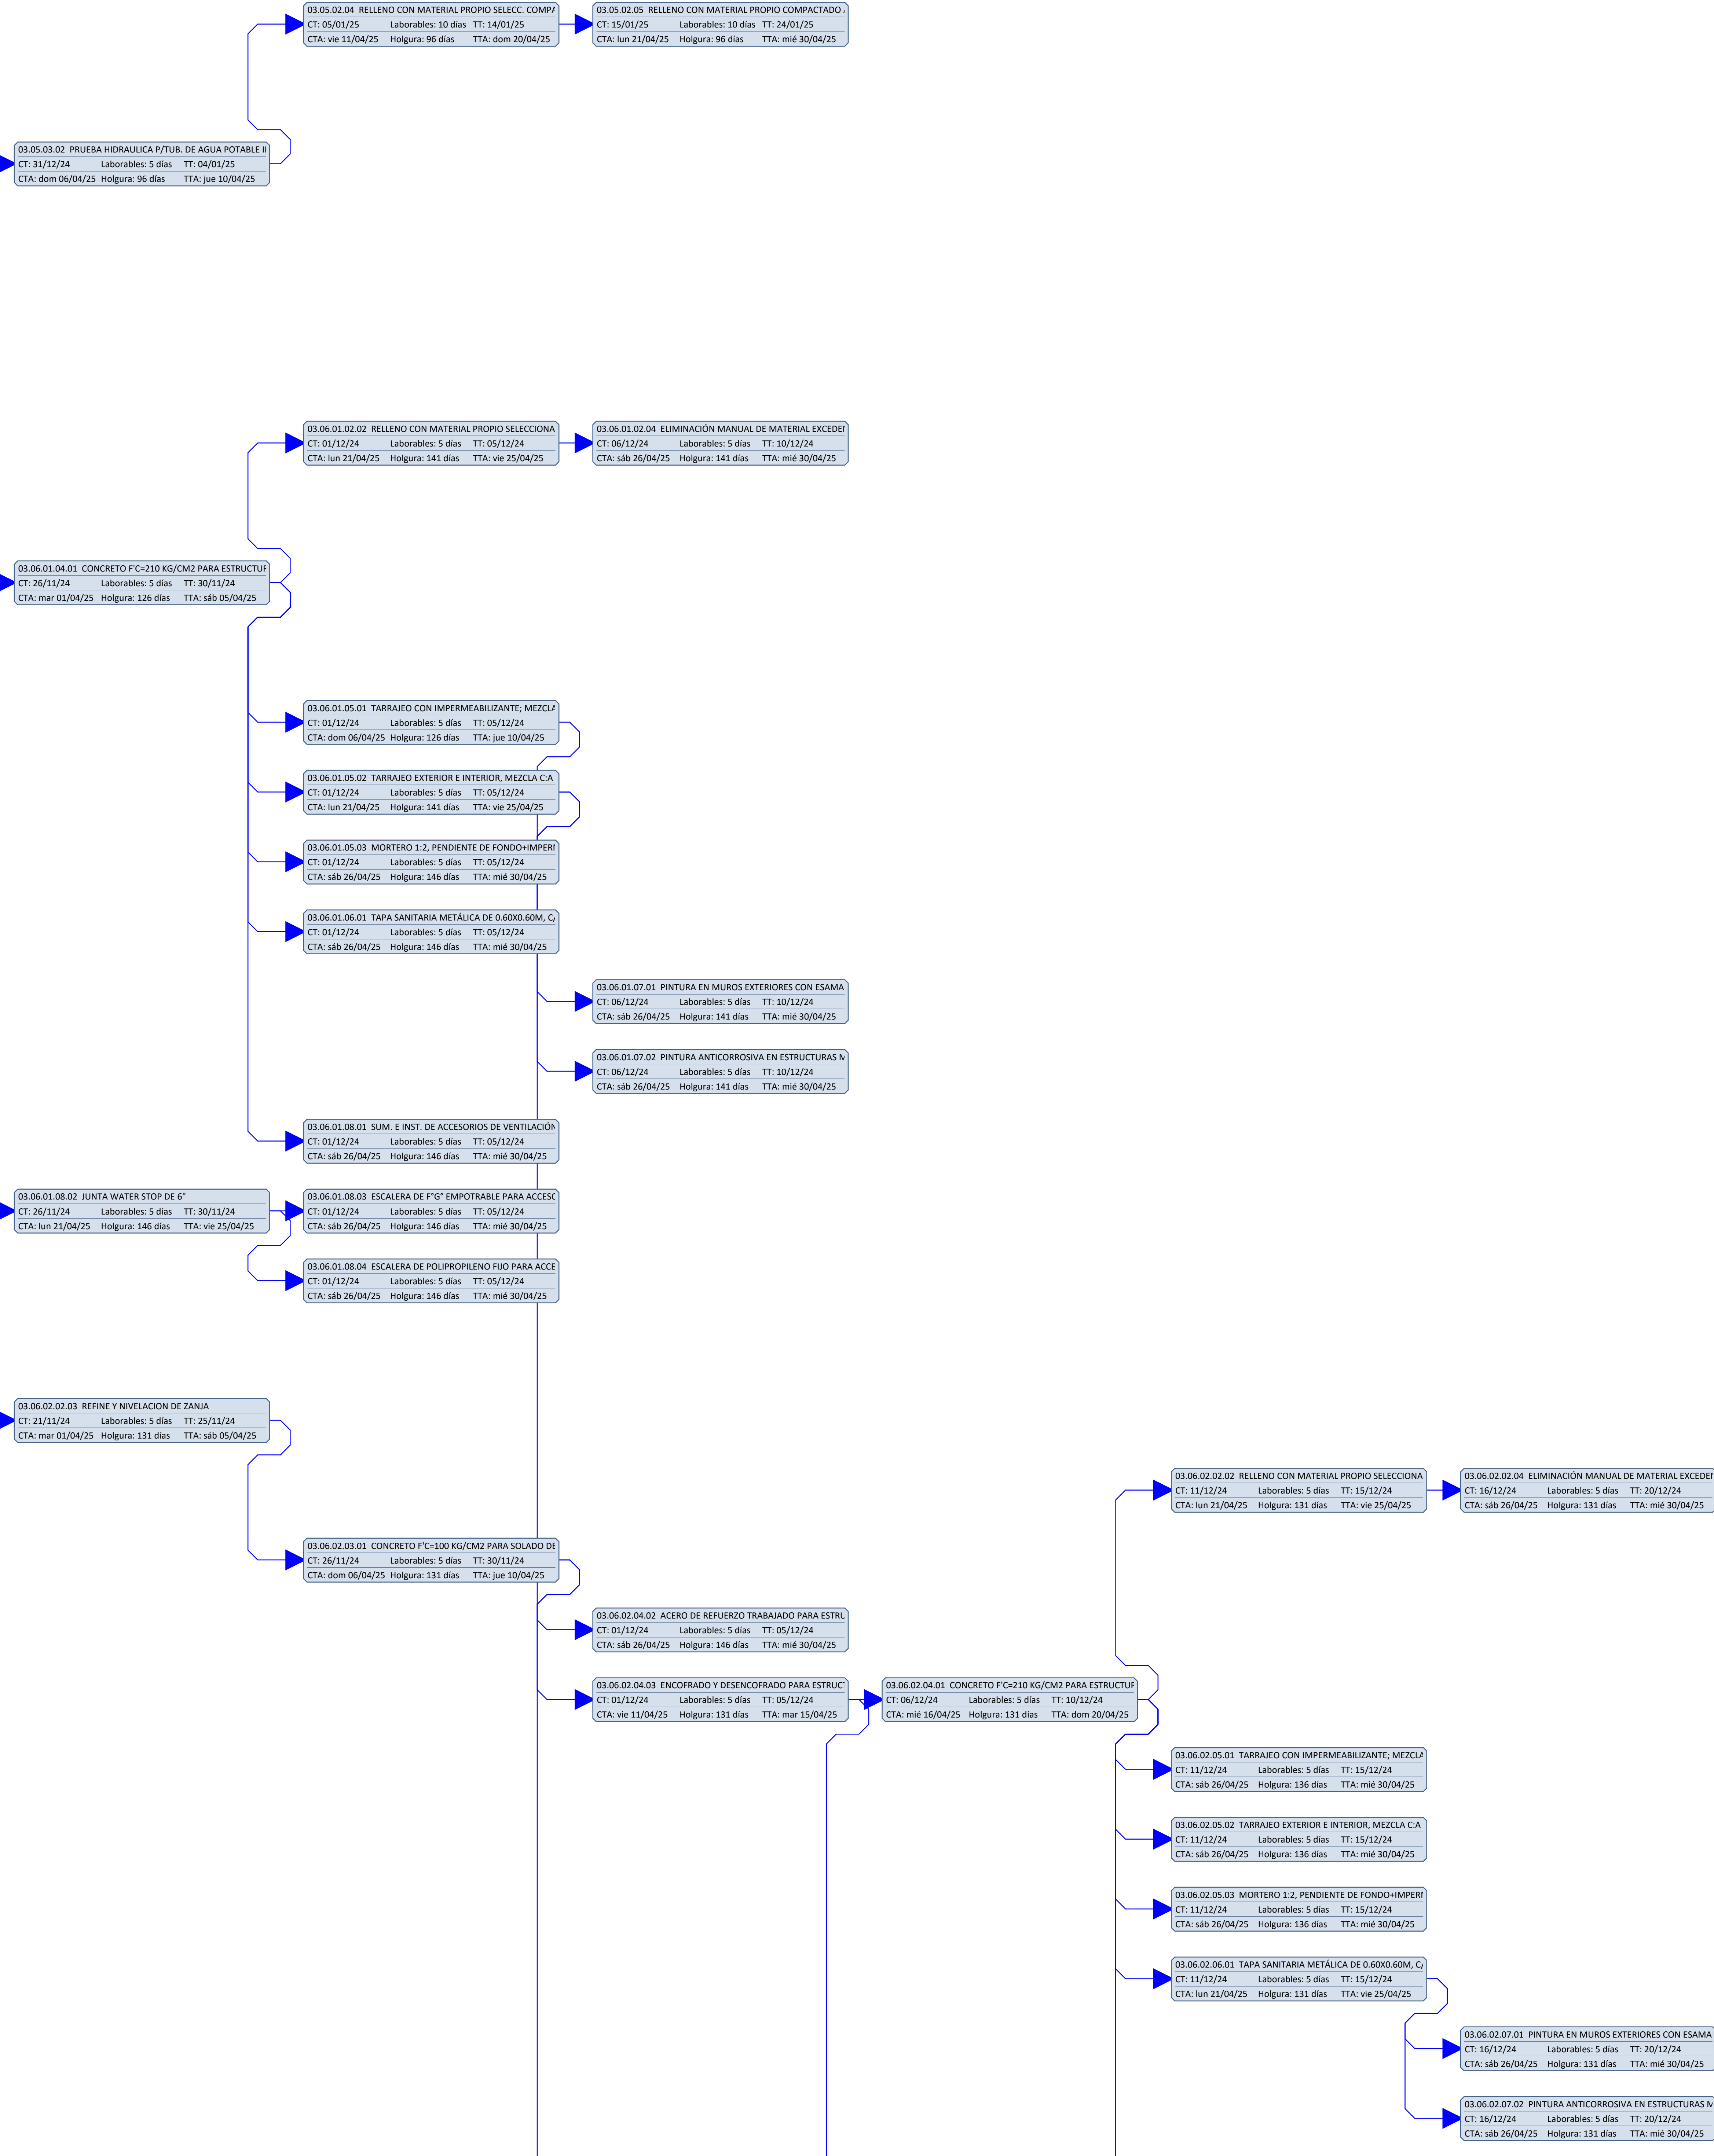 03.05.02.04 RELLENO CON MATERIAL PROPIO SELECC. COMPA
CT: 05/01/25 Laborables: 10 días TT: 14/01/25
CTA: vie 11/04/25 Holgura: 96 días TTA: dom 20/04/25
03.05.02.05 RELLENO CON MATERIAL PROPIO COMPACTADO
CT: 15/01/25 Laborables: 10 días TT: 24/01/25
CTA: lun 21/04/25 Holgura: 96 días TTA: mié 30/04/25
03.05.03.02 PRUEBA HIDRAULICA P/TUB. DE AGUA POTABLE
CT: 31/12/24 Laborables: 5 días TT: 04/01/25
CTA: dom 06/04/25 Holgura: 96 días TTA: jue 10/04/25
03.06.01.02.02 RELLENO CON MATERIAL PROPIO SELECCIONA
CT: 01/12/24 Laborables: 5 días TT: 05/12/24
CTA: lun 21/04/25 Holgura: 141 días TTA: vie 25/04/25
03.06.01.02.04 ELIMINACIÓN MANUAL DE MATERIAL EXCEDEN
CT: 06/12/24 Laborables: 5 días TT: 10/12/24
CTA: sáb 26/04/25 Holgura: 141 días TTA: mié 30/04/25
03.06.01.04.01 CONCRETO F'C=210 KG/CM2 PARA ESTRUCTUR
CT: 26/11/24 Laborables: 5 días TT: 30/11/24
CTA: mar 01/04/25 Holgura: 126 días TTA: sáb 05/04/25
03.06.01.05.01 TARRAJEO CON IMPERMEABILIZANTE; MEZCLA
CT: 01/12/24 Laborables: 5 días TT: 05/12/24
CTA: dom 06/04/25 Holgura: 126 días TTA: jue 10/04/25
03.06.01.05.02 TARRAJEO EXTERIOR E INTERIOR, MEZCLA C:A
CT: 01/12/24 Laborables: 5 días TT: 05/12/24
CTA: lun 21/04/25 Holgura: 141 días TTA: vie 25/04/25
03.06.01.05.03 MORTERO 1:2, PENDIENTE DE FONDO+IMPERM
CT: 01/12/24 Laborables: 5 días TT: 05/12/24
CTA: sáb 26/04/25 Holgura: 146 días TTA: mié 30/04/25
03.06.01.06.01 TAPA SANITARIA METÁLICA DE 0.60X0.60M, C/
CT: 01/12/24 Laborables: 5 días TT: 05/12/24
CTA: sáb 26/04/25 Holgura: 146 días TTA: mié 30/04/25
03.06.01.07.01 PINTURA EN MUROS EXTERIORES CON ESAMA
CT: 06/12/24 Laborables: 5 días TT: 10/12/24
CTA: sáb 26/04/25 Holgura: 141 días TTA: mié 30/04/25
03.06.01.07.02 PINTURA ANTICORROSIVA EN ESTRUCTURAS M
CT: 06/12/24 Laborables: 5 días TT: 10/12/24
CTA: sáb 26/04/25 Holgura: 141 días TTA: mié 30/04/25
03.06.01.08.01 SUM. E INST. DE ACCESORIOS DE VENTILACIÓN
CT: 01/12/24 Laborables: 5 días TT: 05/12/24
CTA: sáb 26/04/25 Holgura: 146 días TTA: mié 30/04/25
03.06.01.08.02 JUNTA WATER STOP DE 6"
CT: 26/11/24 Laborables: 5 días TT: 30/11/24
CTA: lun 21/04/25 Holgura: 146 días TTA: vie 25/04/25
03.06.01.08.03 ESCALERA DE F"G" EMPOTRABLE PARA ACCESO
CT: 01/12/24 Laborables: 5 días TT: 05/12/24
CTA: sáb 26/04/25 Holgura: 146 días TTA: mié 30/04/25
03.06.01.08.04 ESCALERA DE POLIPROPILENO FIJO PARA ACCE
CT: 01/12/24 Laborables: 5 días TT: 05/12/24
CTA: sáb 26/04/25 Holgura: 146 días TTA: mié 30/04/25
03.06.02.02.03 REFINE Y NIVELACION DE ZANJA
CT: 21/11/24 Laborables: 5 días TT: 25/11/24
CTA: mar 01/04/25 Holgura: 131 días TTA: sáb 05/04/25
03.06.02.02.02 RELLENO CON MATERIAL PROPIO SELECCIONA
CT: 11/12/24 Laborables: 5 días TT: 15/12/24
CTA: lun 21/04/25 Holgura: 131 días TTA: vie 25/04/25
03.06.02.02.04 ELIMINACIÓN MANUAL DE MATERIAL EXCEDEN
CT: 16/12/24 Laborables: 5 días TT: 20/12/24
CTA: sáb 26/04/25 Holgura: 131 días TTA: mié 30/04/25
03.06.02.03.01 CONCRETO F'C=100 KG/CM2 PARA SOLADO DE
CT: 26/11/24 Laborables: 5 días TT: 30/11/24
CTA: dom 06/04/25 Holgura: 131 días TTA: jue 10/04/25
03.06.02.04.02 ACERO DE REFUERZO TRABAJADO PARA ESTRU
CT: 01/12/24 Laborables: 5 días TT: 05/12/24
CTA: sáb 26/04/25 Holgura: 146 días TTA: mié 30/04/25
03.06.02.04.03 ENCOFRADO Y DESENCOFRADO PARA ESTRUCT
CT: 01/12/24 Laborables: 5 días TT: 05/12/24
CTA: vie 11/04/25 Holgura: 131 días TTA: mar 15/04/25
03.06.02.04.01 CONCRETO F'C=210 KG/CM2 PARA ESTRUCTUR
CT: 06/12/24 Laborables: 5 días TT: 10/12/24
CTA: mié 16/04/25 Holgura: 131 días TTA: dom 20/04/25
03.06.02.05.01 TARRAJEO CON IMPERMEABILIZANTE; MEZCLA
CT: 11/12/24 Laborables: 5 días TT: 15/12/24
CTA: sáb 26/04/25 Holgura: 136 días TTA: mié 30/04/25
03.06.02.05.02 TARRAJEO EXTERIOR E INTERIOR, MEZCLA C:A
CT: 11/12/24 Laborables: 5 días TT: 15/12/24
CTA: sáb 26/04/25 Holgura: 136 días TTA: mié 30/04/25
03.06.02.05.03 MORTERO 1:2, PENDIENTE DE FONDO+IMPERM
CT: 11/12/24 Laborables: 5 días TT: 15/12/24
CTA: sáb 26/04/25 Holgura: 136 días TTA: mié 30/04/25
03.06.02.06.01 TAPA SANITARIA METÁLICA DE 0.60X0.60M, C/
CT: 11/12/24 Laborables: 5 días TT: 15/12/24
CTA: lun 21/04/25 Holgura: 131 días TTA: vie 25/04/25
03.06.02.07.01 PINTURA EN MUROS EXTERIORES CON ESAMA
CT: 16/12/24 Laborables: 5 días TT: 20/12/24
CTA: sáb 26/04/25 Holgura: 131 días TTA: mié 30/04/25
03.06.02.07.02 PINTURA ANTICORROSIVA EN ESTRUCTURAS M
CT: 16/12/24 Laborables: 5 días TT: 20/12/24
CTA: sáb 26/04/25 Holgura: 131 días TTA: mié 30/04/25